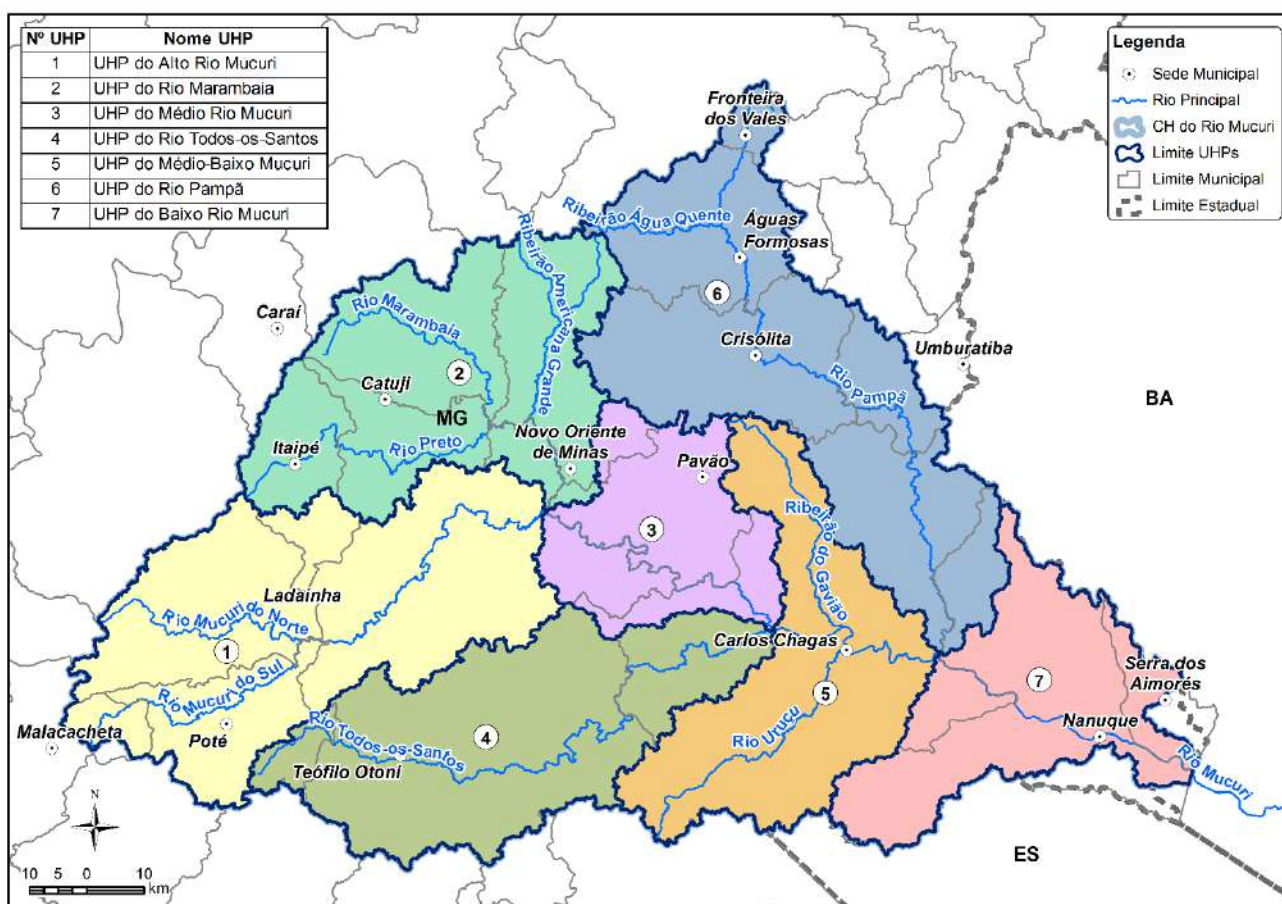 Nº UHP Nome UHP
1 UHP do Alto Rio Mucuri
2 UHP do Rio Marambaia
3 UHP do Médio Rio Mucuri
4 UHP do Rio Todos-os-Santos
5 UHP do Médio-Baixo Mucuri
6 UHP do Rio Pampã
7 UHP do Baixo Rio Mucuri
Legenda
Sede Municipal
Rio Principal
CH do Rio Mucuri
Limite UHPs
Limite Municipal
Limite Estadual
Fronteira
dos Vales
Ribeirão Água Quente
Águas
Formosas
6
Ribeirão Americana Grande
Caraí
Rio Marambaia
Crisólita
Umburatiba
2
Catuji
MG
Rio Pampã
BA
Itaipé
Rio Preto
Novo Oriente
de Minas
Pavão
3
Ribeirão do Gavião
Ladainha
Rio Mucuri do Norte
1
Carlos Chagas
Rio Mucuri do Sul
Serra dos
Aimorés
7
5
Malacacheta
Poté
Rio Todos-os-Santos
4
Rio Uruçu
Nanuque
Teófilo Otoni
Rio Mucuri
N
ES
10 5 0 10
km